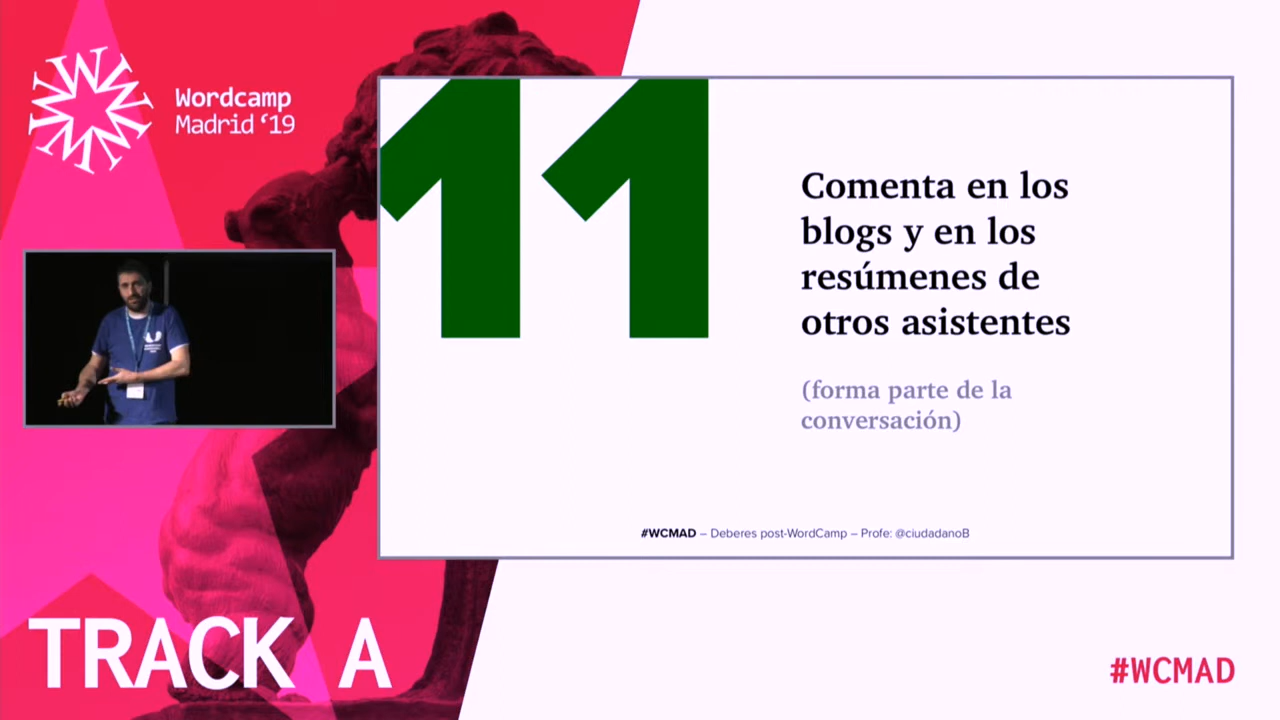 Wordcamp
Madrid ‘19
11
Comenta en los
blogs y en los
resúmenes de
otros asistentes
(forma parte de la
conversación)
#WCMAD – Deberes post-WordCamp – Profe: @ciudadanoB
TRACK A
#WCMAD